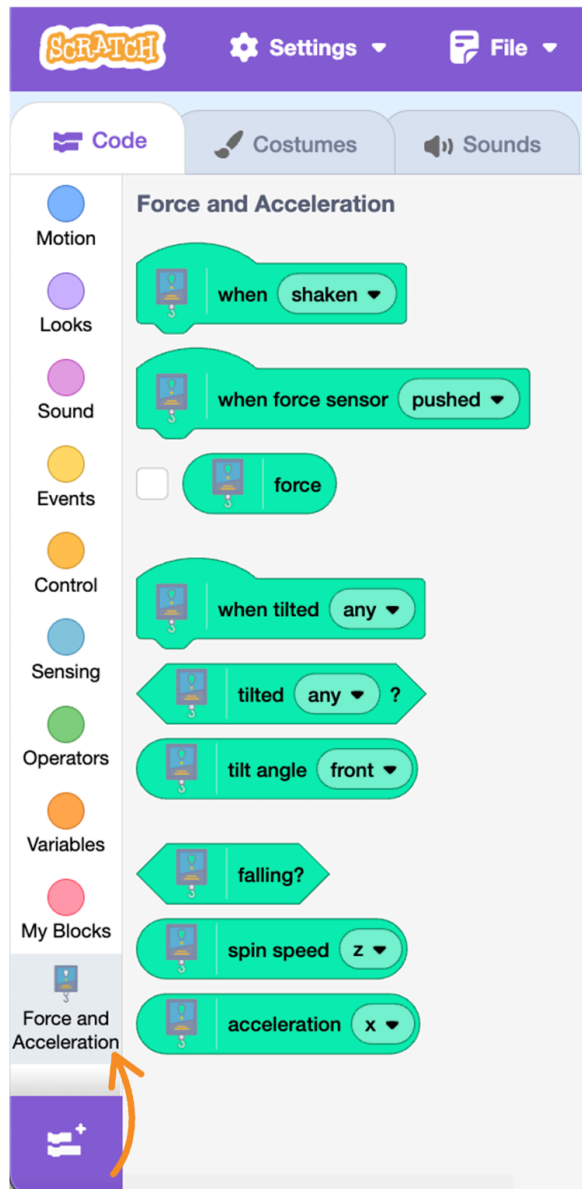 SCRATCH Settings File
Code Costumes Sounds
Motion
Looks
Sound
Events
Control
Sensing
Operators
Variables
My Blocks
Force and
Acceleration
Force and Acceleration
when shaken
when force sensor pushed
force
when tilted any
tilted any ?
tilt angle front
falling?
spin speed z
acceleration x